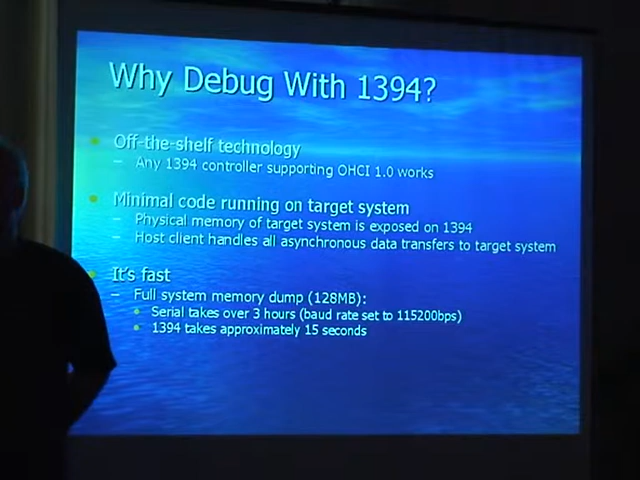 Why Debug With 1394?
Off-the-shelf technology
– Any 1394 controller supporting OHCI 1.0 works
Minimal code running on target system
– Physical memory of target system is exposed on 1394
– Host client handles all asynchronous data transfers to target system
It's fast
– Full system memory dump (128MB):
Serial takes over 3 hours (baud rate set to 115200bps)
1394 takes approximately 15 seconds